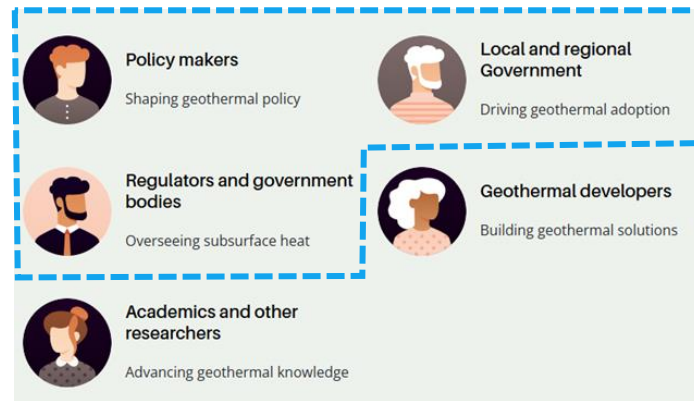 Policy makers
Shaping geothermal policy
Local and regional
Government
Driving geothermal adoption
Regulators and government
bodies
Overseeing subsurface heat
Geothermal developers
Building geothermal solutions
Academics and other
researchers
Advancing geothermal knowledge